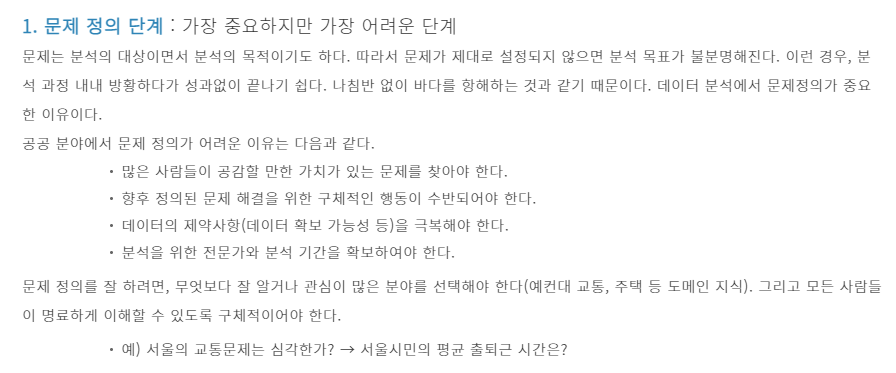 1. 문제 정의 단계 : 가장 중요하지만 가장 어려운 단계
문제는 분석의 대상이면서 분석의 목적이기도 하다. 따라서 문제가 제대로 설정되지 않으면 분석 목표가 불분명해진다. 이런 경우, 분
석 과정 내내 방황하다가 성과없이 끝나기 쉽다. 나침반 없이 바다를 항해하는 것과 같기 때문이다. 데이터 분석에서 문제정의가 중요
한 이유이다.
공공 분야에서 문제 정의가 어려운 이유는 다음과 같다.
• 많은 사람들이 공감할 만한 가치가 있는 문제를 찾아야 한다.
• 향후 정의된 문제 해결을 위한 구체적인 행동이 수반되어야 한다.
• 데이터의 제약사항(데이터 확보 가능성 등)을 극복해야 한다.
• 분석을 위한 전문가와 분석 기간을 확보하여야 한다.
문제 정의를 잘 하려면, 무엇보다 잘 알거나 관심이 많은 분야를 선택해야 한다(예컨대 교통, 주택 등 도메인 지식). 그리고 모든 사람들
이 명료하게 이해할 수 있도록 구체적이어야 한다.
• 예) 서울의 교통문제는 심각한가? → 서울시민의 평균 출퇴근 시간은?